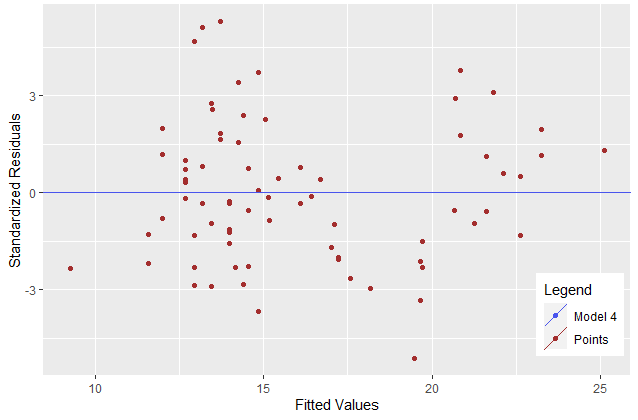 Standardized Residuals
3
0
-3
10
15
20
25
Fitted Values
Legend
Model 4
Points